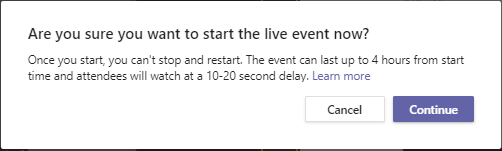 Are you sure you want to start the live event now?
Once you start, you can't stop and restart. The event can last up to 4 hours from start
time and attendees will watch at a 10-20 second delay. Learn more
Cancel
Continue